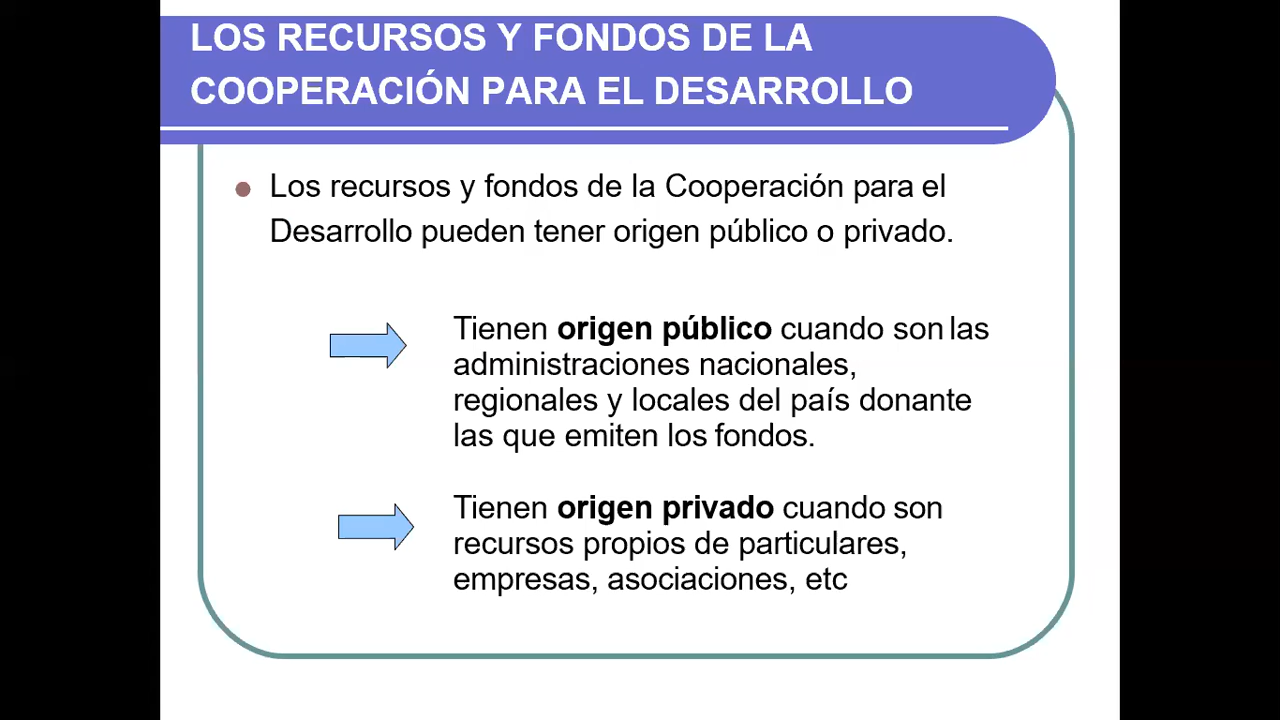 LOS RECURSOS Y FONDOS DE LA
COOPERACIÓN PARA EL DESARROLLO
Los recursos y fondos de la Cooperación para el
Desarrollo pueden tener origen público o privado.
Tienen origen público cuando son las
administraciones nacionales,
regionales y locales del país donante
las que emiten los fondos.
Tienen origen privado cuando son
recursos propios de particulares,
empresas, asociaciones, etc